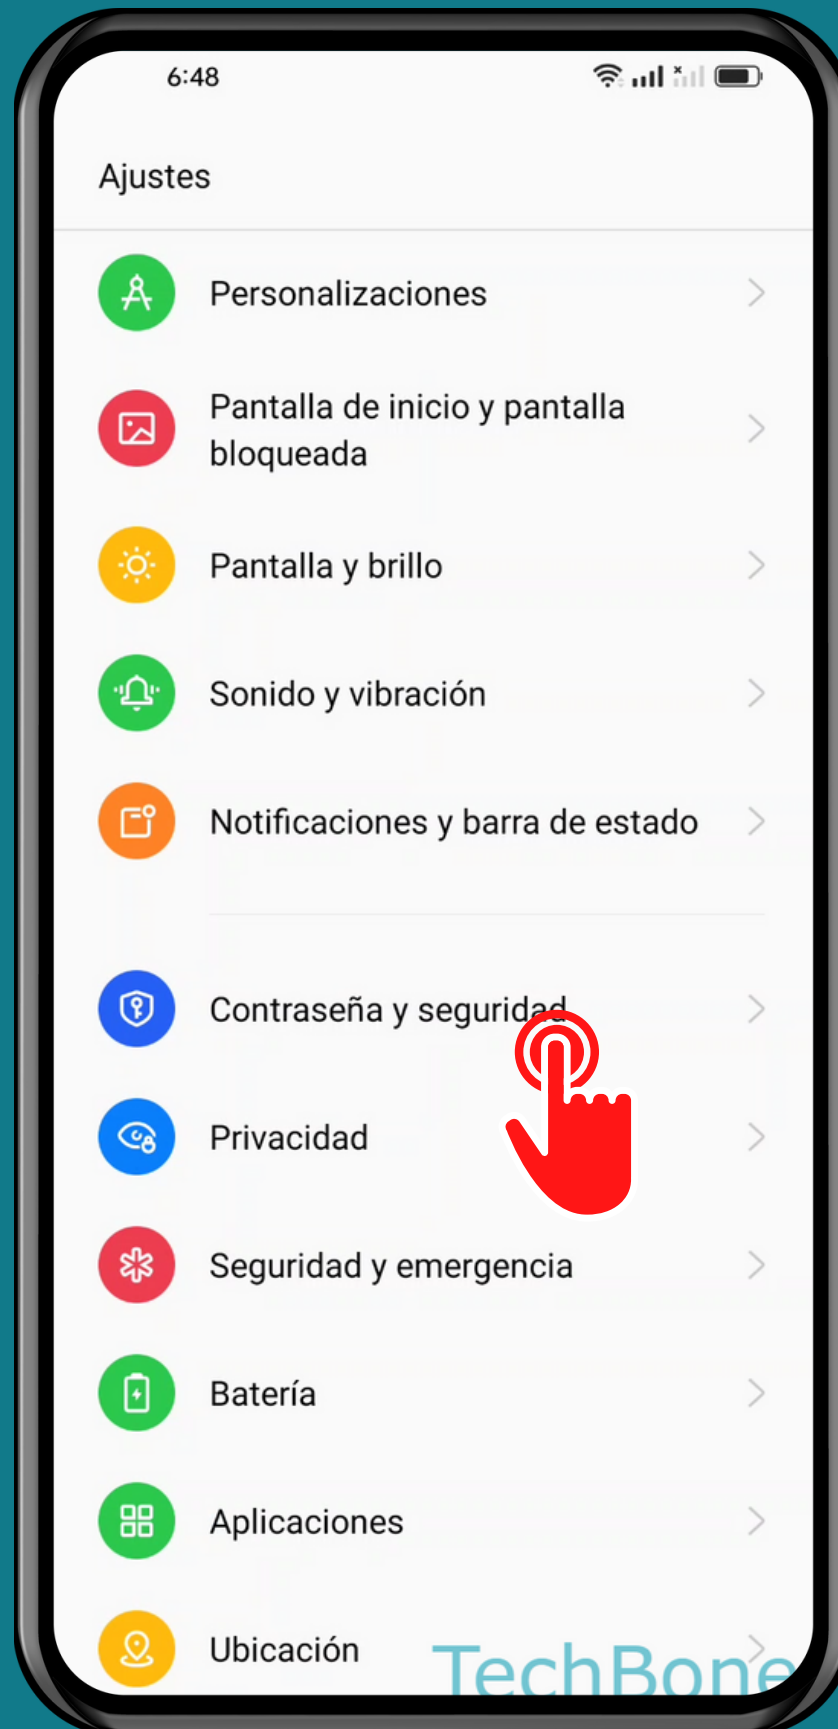 6:48
Ajustes
Personalizaciones
Pantalla de inicio y pantalla
bloqueada
Pantalla y brillo
Sonido y vibración
Notificaciones y barra de estado
Contraseña y seguridad
Privacidad
Seguridad y emergencia
Batería
Aplicaciones
Ubicación
TechBone